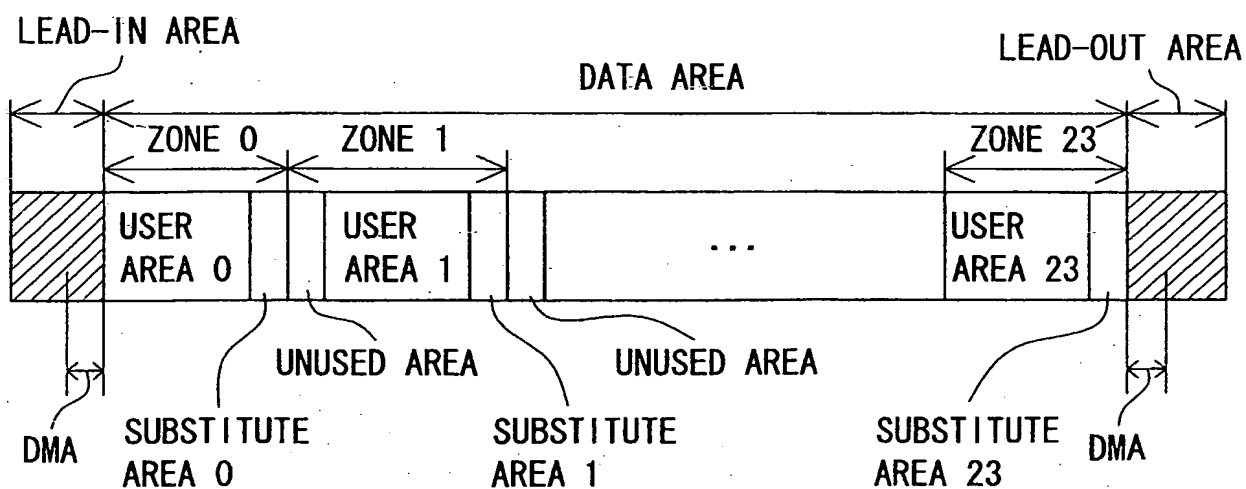 LEAD-IN AREA
LEAD-OUT AREA
DATA AREA
ZONE 0
ZONE 1
ZONE 23
USER
AREA 0
USER
AREA 1
...
USER
AREA 23
UNUSED AREA
UNUSED AREA
DMA
SUBSTITUTE
AREA 0
SUBSTITUTE
AREA 1
SUBSTITUTE
AREA 23
DMA